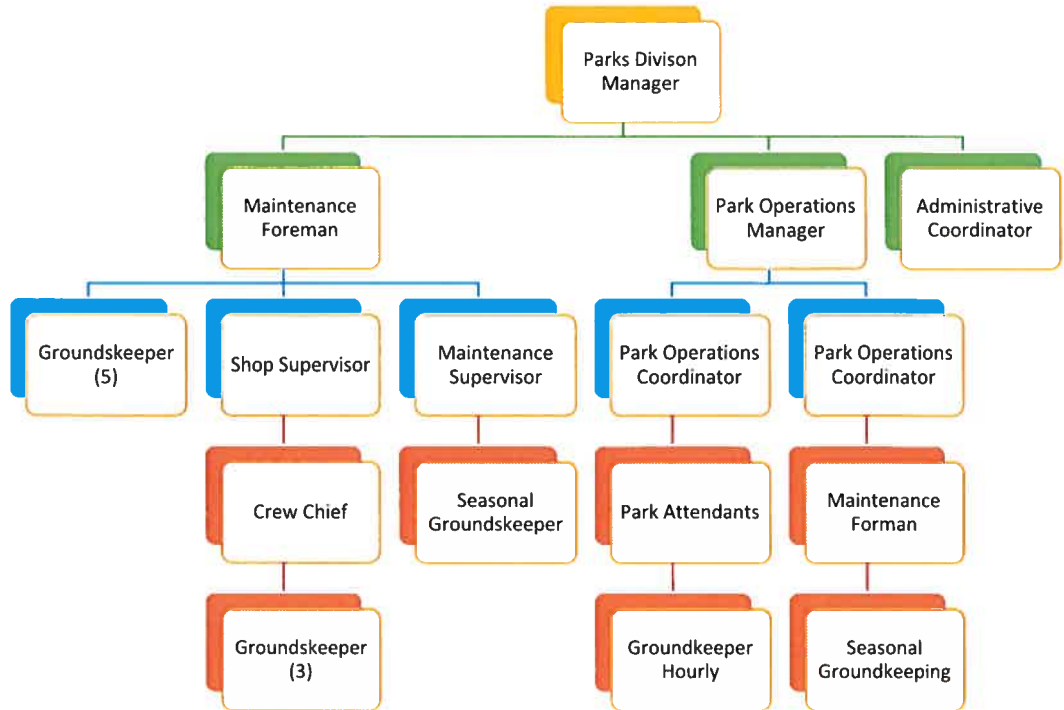 Parks Divison
Manager
Maintenance
Foreman
Park Operations
Manager
Administrative
Coordinator
Groundskeeper
(5)
Shop Supervisor
Maintenance
Supervisor
Park Operations
Coordinator
Park Operations
Coordinator
Crew Chief
Seasonal
Groundskeeper
Park Attendants
Maintenance
Forman
Groundskeeper
(3)
Groundkeeper
Hourly
Seasonal
Groundkeeping